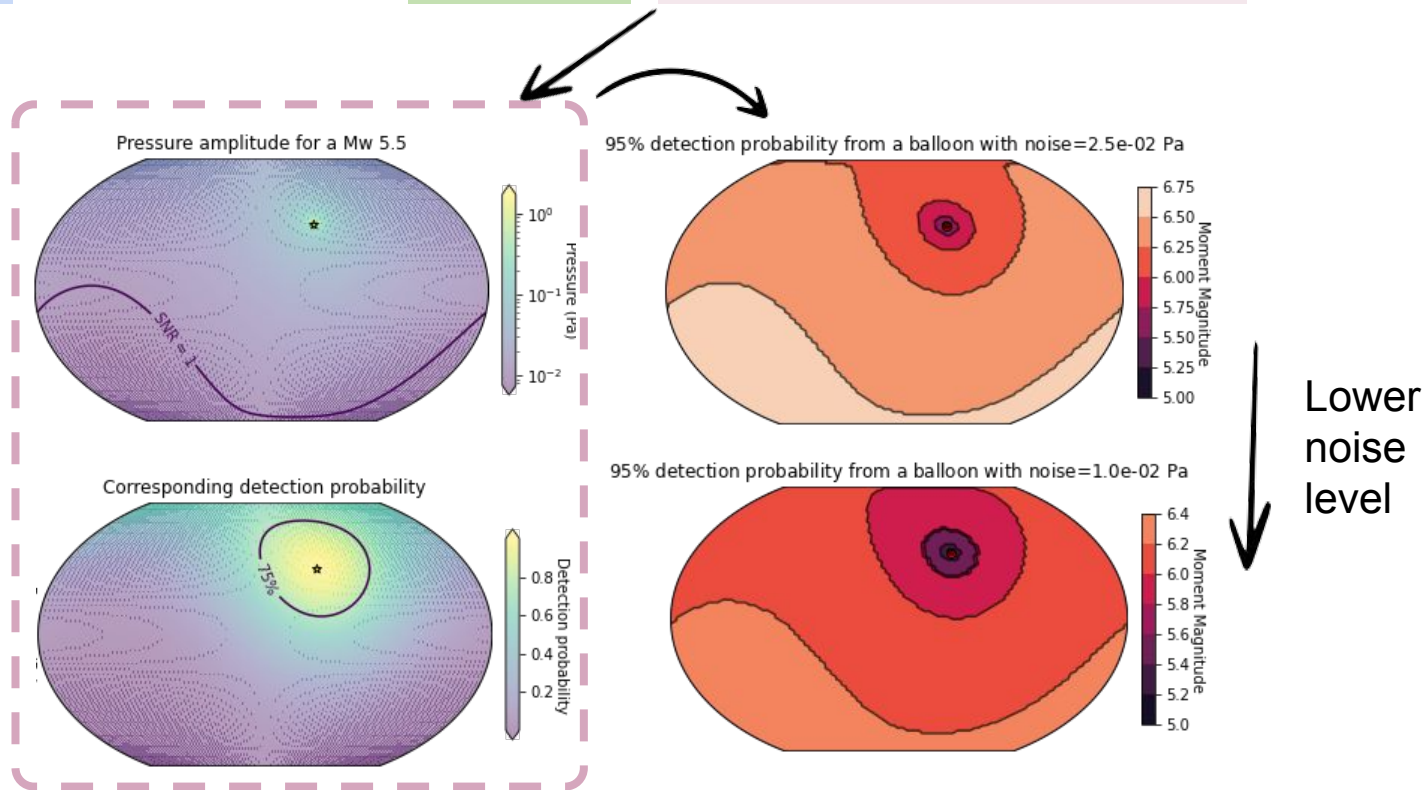 Pressure amplitude for a Mw 5.5
10⁰
10⁻¹
10⁻²
Pressure (Pa)
SNR = 1
Corresponding detection probability
0.8
0.6
0.4
0.2
Detection probability
75%
95% detection probability from a balloon with noise=2.5e-02 Pa
6.75
6.50
6.25
6.00
5.75
5.50
5.25
5.00
Moment Magnitude
95% detection probability from a balloon with noise=1.0e-02 Pa
6.4
6.2
6.0
5.8
5.6
5.4
5.2
5.0
Moment Magnitude
Lower
noise
level